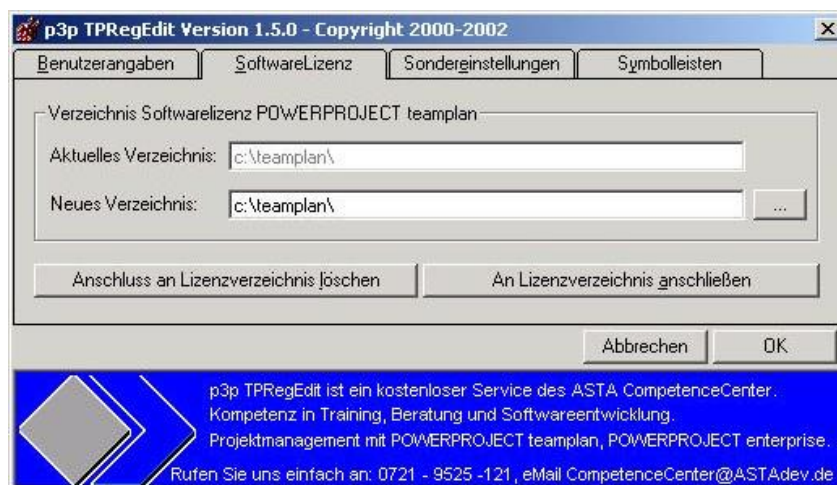 p3p TPRegEdit Version 1.5.0 - Copyright 2000-2002
Benutzerangaben
SoftwareLizenz
Sondereinstellungen
Symbolleisten
Verzeichnis Softwarelizenz POWERPROJECT teamplan
Aktuelles Verzeichnis: c:\teamplan\
Neues Verzeichnis: c:\teamplan\ ...
Anschluss an Lizenzverzeichnis löschen
An Lizenzverzeichnis anschließen
Abbrechen
OK
p3p TPRegEdit ist ein kostenloser Service des ASTA CompetenceCenter.
Kompetenz in Training, Beratung und Softwareentwicklung.
Projektmanagement mit POWERPROJECT teamplan, POWERPROJECT enterprise.
Rufen Sie uns einfach an: 0721 - 9525 -121, eMail CompetenceCenter@ASTAdev.de